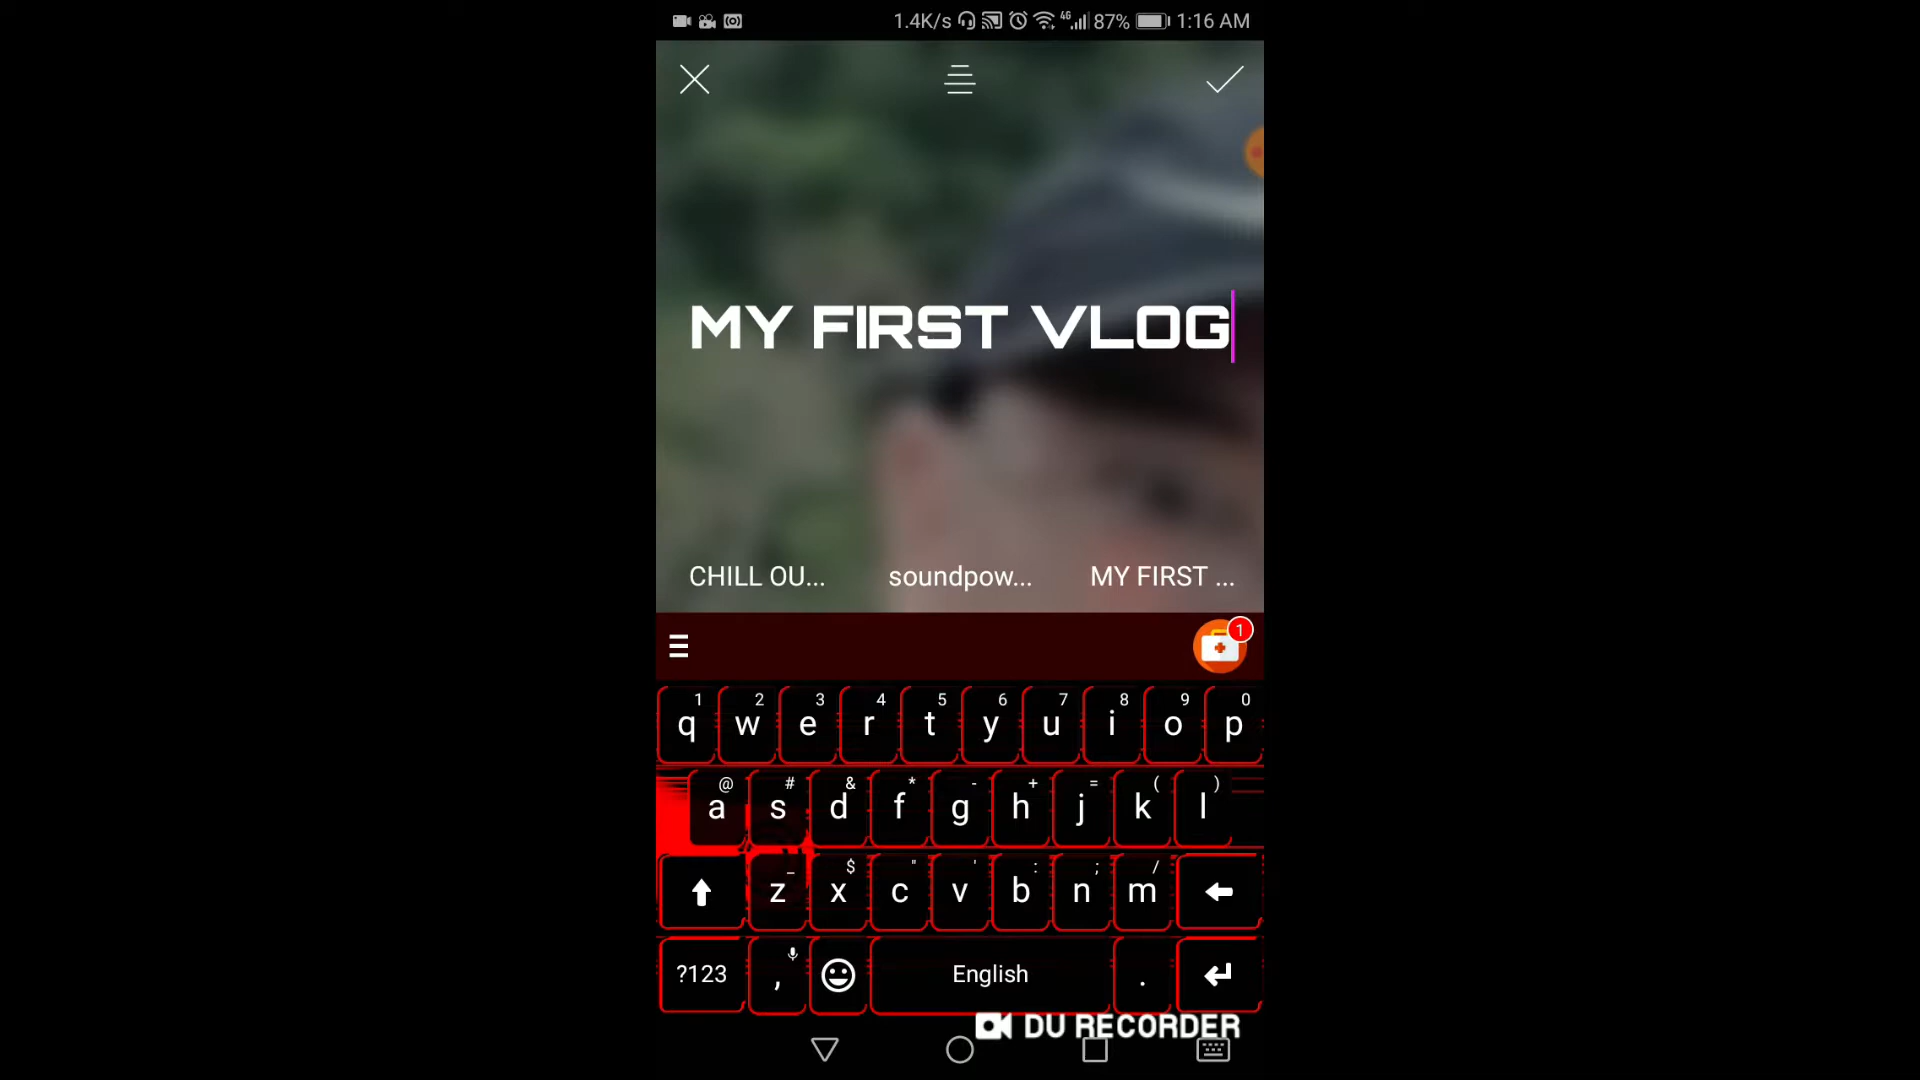 1.4K/s 4G 87% 1:16 AM
MY FIRST VLOG
CHILL OU... soundpow... MY FIRST ...
1
1 2 3 4 5 6 7 8 9 0
q w e r t y u i o p
@ # & * - + = ( )
a s d f g h j k l
_ $ " ' : ; /
z x c v b n m
?123 , English .
DU RECORDER